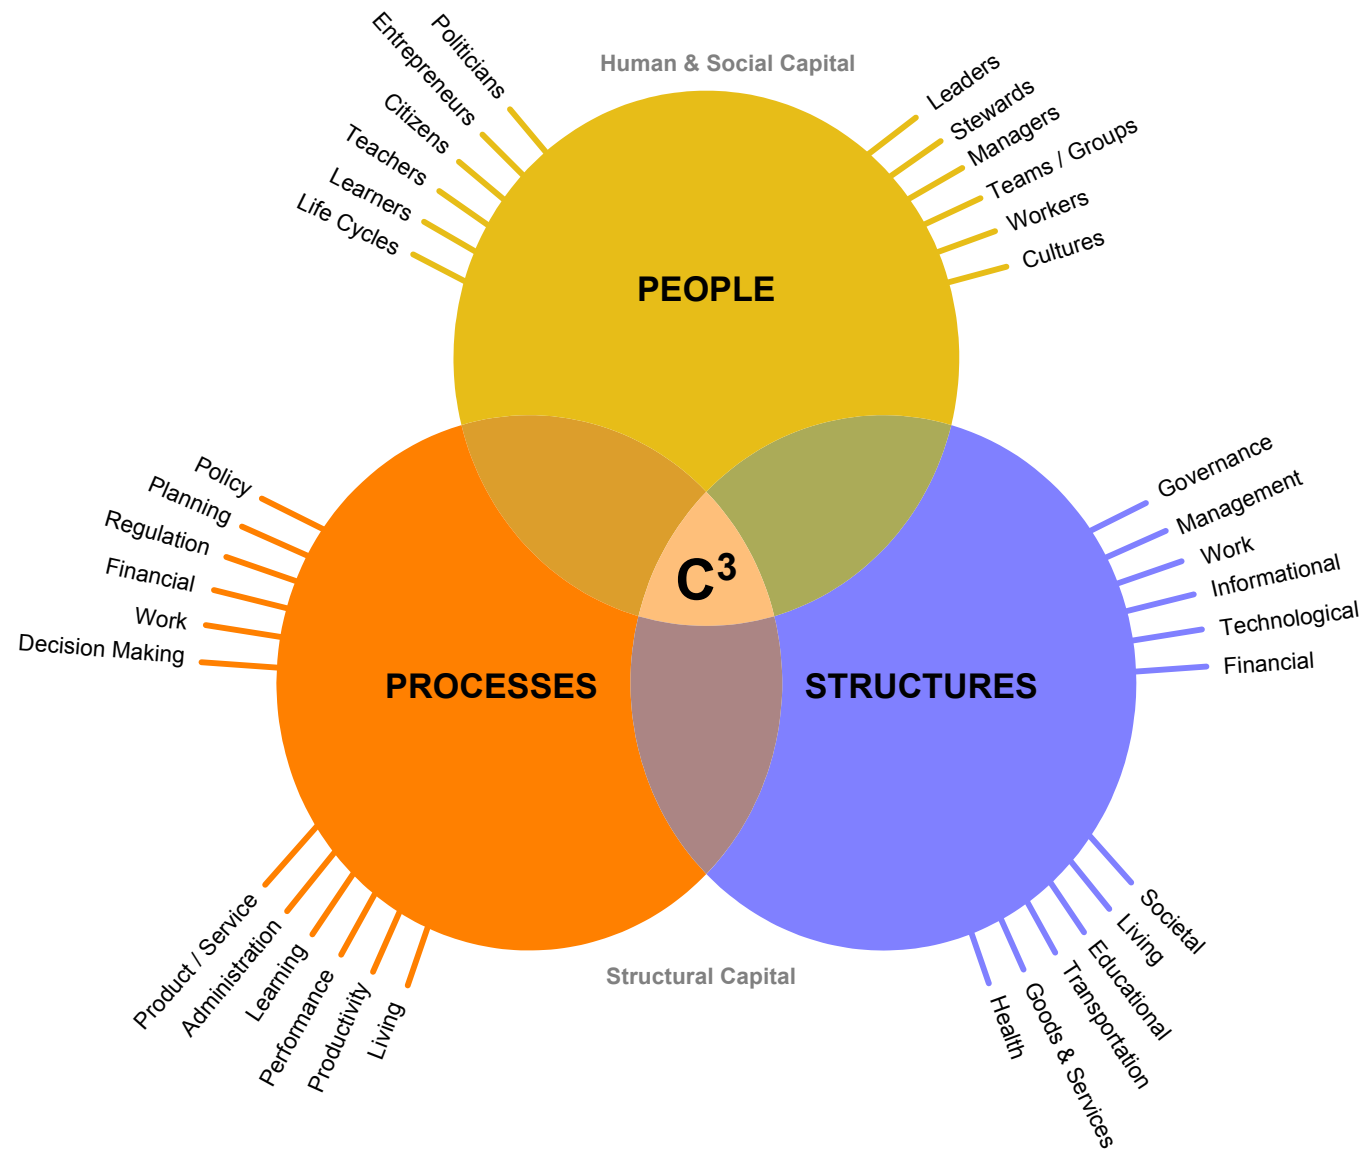 Human & Social Capital
Politicians
Entrepreneurs
Citizens
Teachers
Learners
Life Cycles
Leaders
Stewards
Managers
Teams / Groups
Workers
Cultures
PEOPLE
Policy
Planning
Regulation
Financial
Work
Decision Making
C³
Governance
Management
Work
Informational
Technological
Financial
PROCESSES
STRUCTURES
Product / Service
Administration
Learning
Performance
Productivity
Living
Structural Capital
Societal
Living
Educational
Transportation
Goods & Services
Health